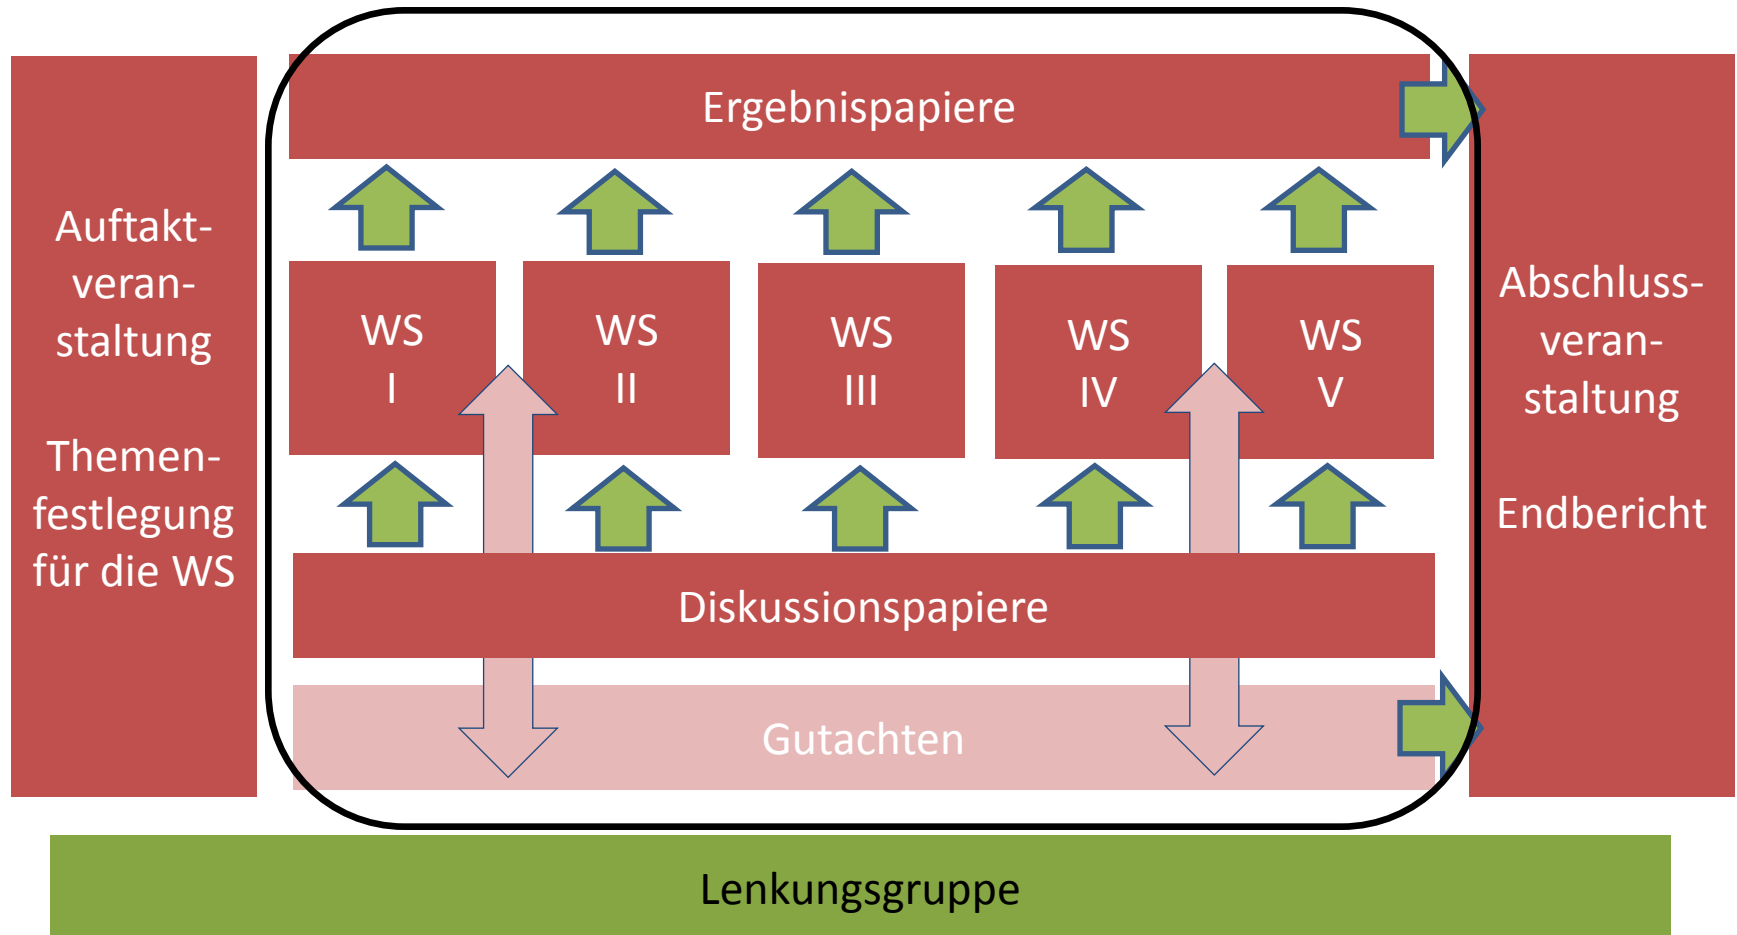 Auftakt-
veran-
staltung
Themen-
festlegung
für die WS
Ergebnispapiere
WS
I
WS
II
WS
III
WS
IV
WS
V
Diskussionspapiere
Gutachten
Abschluss-
veran-
staltung
Endbericht
Lenkungsgruppe